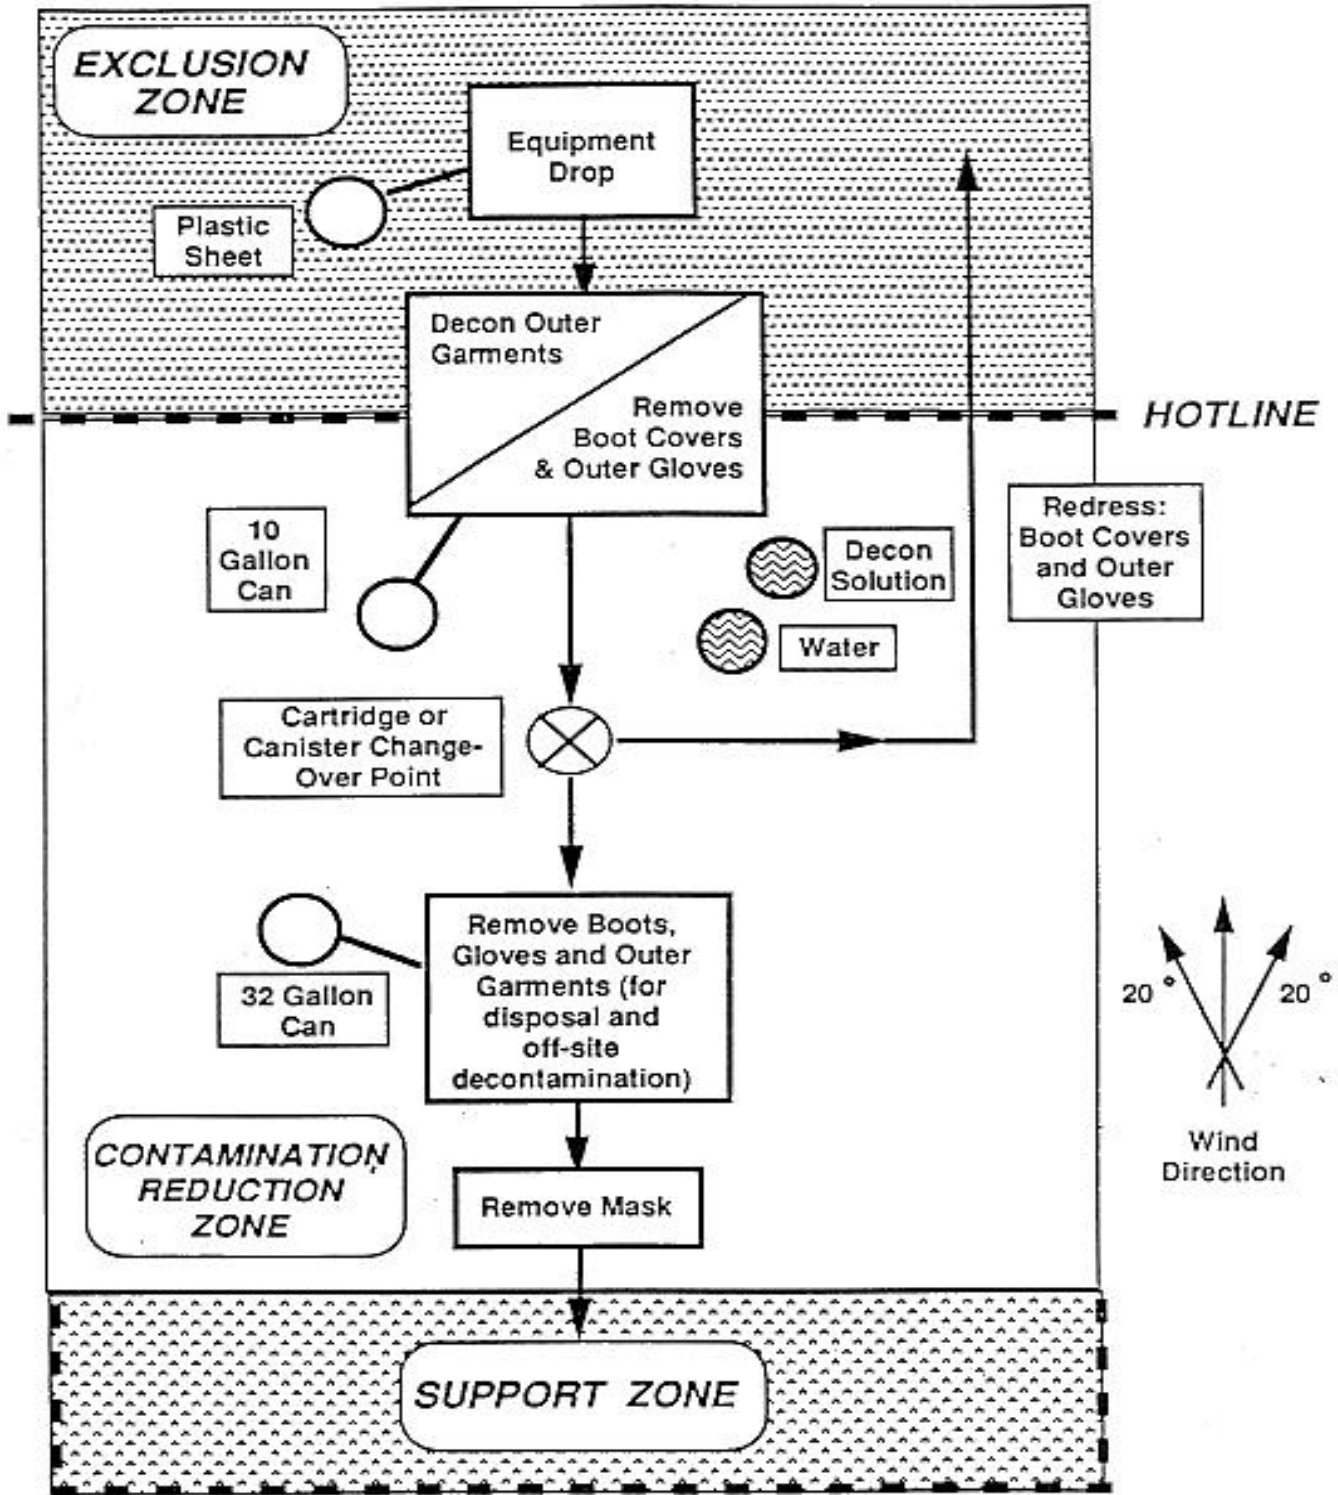 EXCLUSION
ZONE
Equipment
Drop
Plastic
Sheet
Decon Outer
Garments
Remove
Boot Covers
& Outer Gloves
HOTLINE
10
Gallon
Can
Decon
Solution
Water
Redress:
Boot Covers
and Outer
Gloves
Cartridge or
Canister Change-
Over Point
32 Gallon
Can
Remove Boots,
Gloves and Outer
Garments (for
disposal and
off-site
decontamination)
20° 20°
Wind
Direction
CONTAMINATION
REDUCTION
ZONE
Remove Mask
SUPPORT ZONE